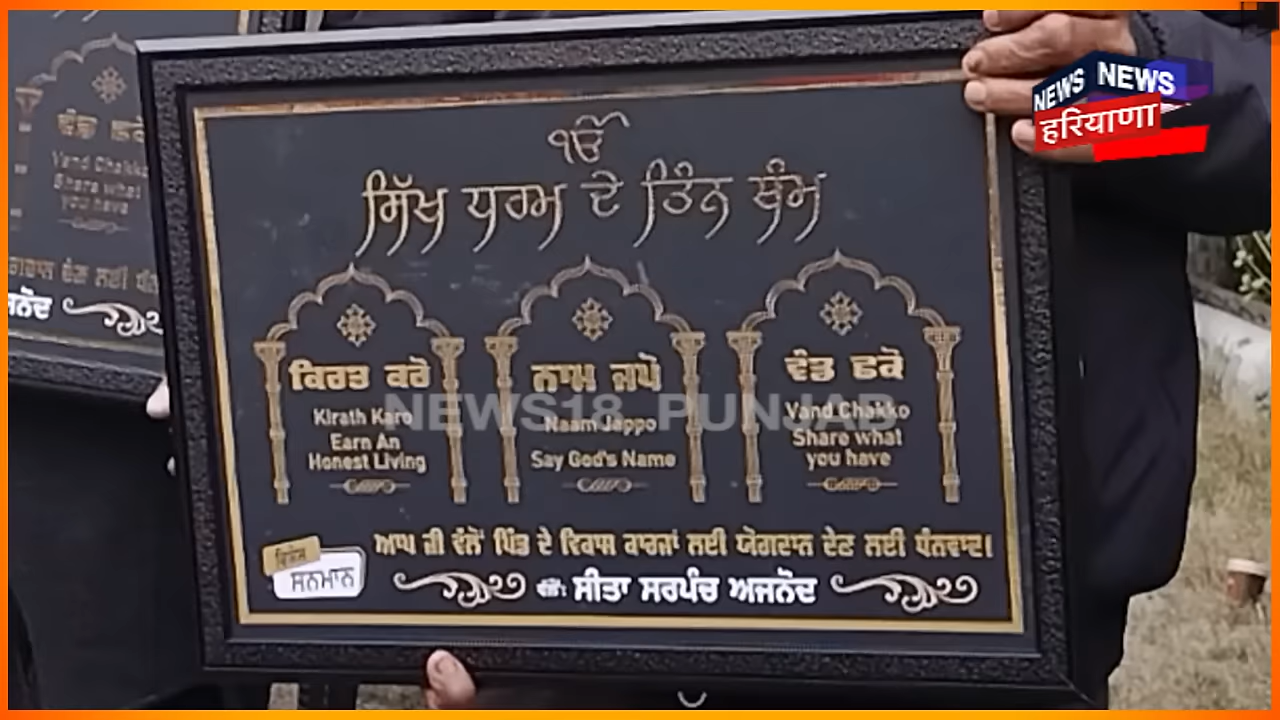 NEWS NEWS
हरियाणा
ੴ
ਸਿੱਖ ਧਰਮ ਦੇ ਤਿੰਨ ਥੰਮ
ਕਿਰਤ ਕਰੋ
Kirath Karo
Earn An
Honest Living
ਨਾਮ ਜਪੋ
Naam Jappo
Say God's Name
ਵੰਡ ਛਕੋ
Vand Chakko
Share what
you have
NEWS18 PUNJAB
ਆਪ ਜੀ ਵੱਲੋਂ ਪਿੰਡ ਦੇ ਵਿਕਾਸ ਕਾਰਜਾਂ ਲਈ ਯੋਗਦਾਨ ਦੇਣ ਲਈ ਧੰਨਵਾਦ।
ਵਿਸ਼ੇਸ਼
ਸਨਮਾਨ
ਵੱਲੋਂ: ਸੀਤਾ ਸਰਪੰਚ ਅਜਨੋਦ
ਵੰਡ ਛਕੋ
Vand Chakko
Share what
you have
ਦੇਣ ਲਈ